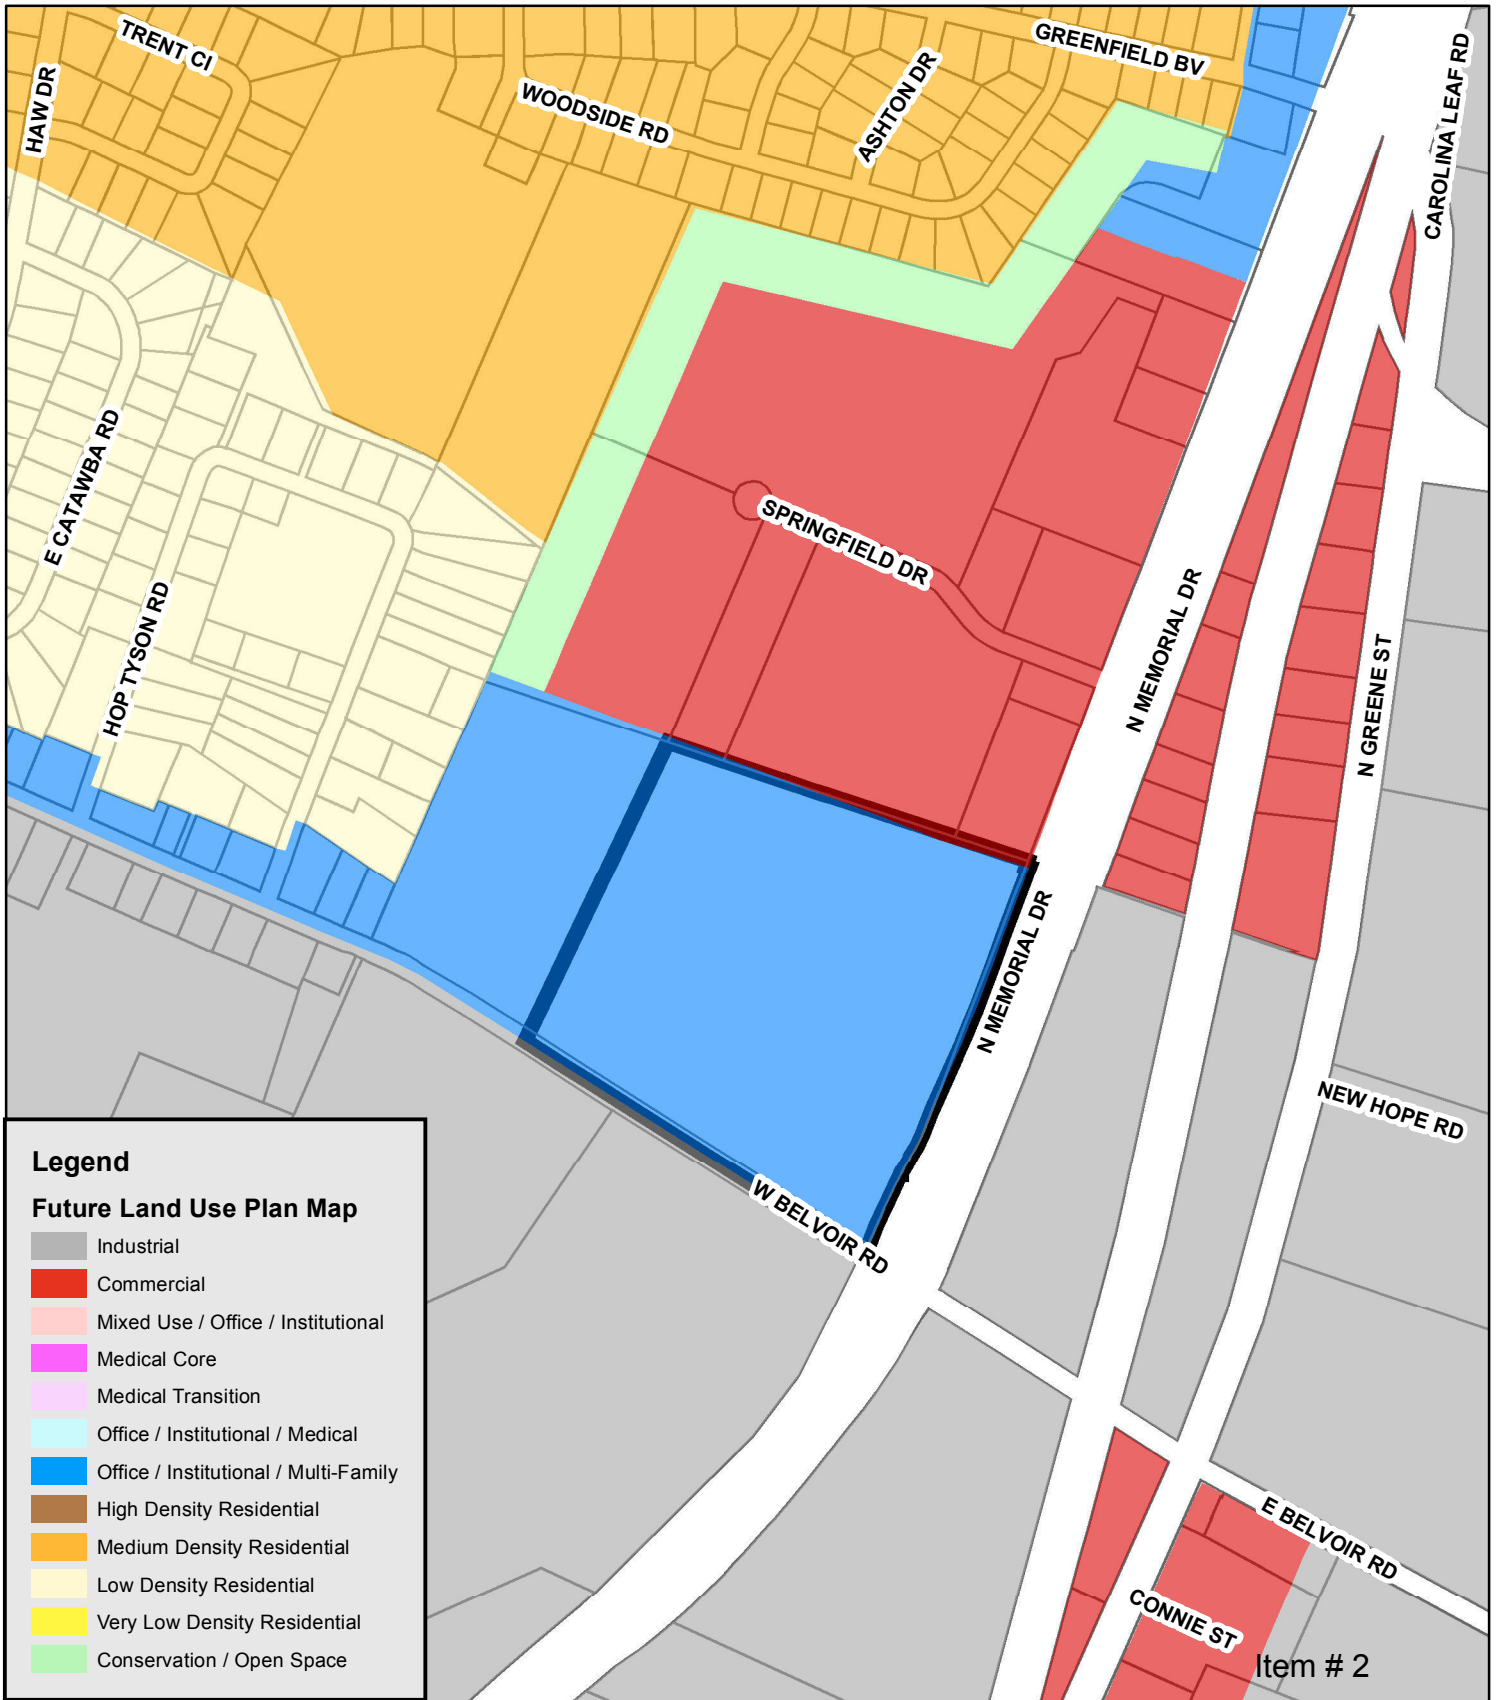 TRENT CI
HAW DR
WOODSIDE RD
ASHTON DR
GREENFIELD BV
CAROLINA LEAF RD
E CATAWBA RD
HOP TYSON RD
SPRINGFIELD DR
N MEMORIAL DR
N GREENE ST
N MEMORIAL DR
NEW HOPE RD
W BELVOIR RD
E BELVOIR RD
CONNIE ST
Legend
Future Land Use Plan Map
Industrial
Commercial
Mixed Use / Office / Institutional
Medical Core
Medical Transition
Office / Institutional / Medical
Office / Institutional / Multi-Family
High Density Residential
Medium Density Residential
Low Density Residential
Very Low Density Residential
Conservation / Open Space
Item # 2